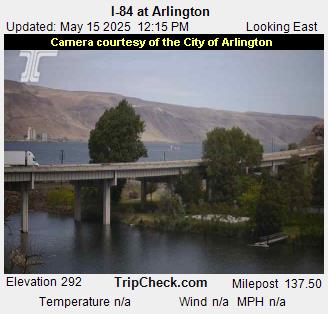 I-84 at Arlington
Updated: May 15 2025 12:15 PM Looking East
Camera courtesy of the City of Arlington
Elevation 292 TripCheck.com Milepost 137.50
Temperature n/a Wind n/a MPH n/a